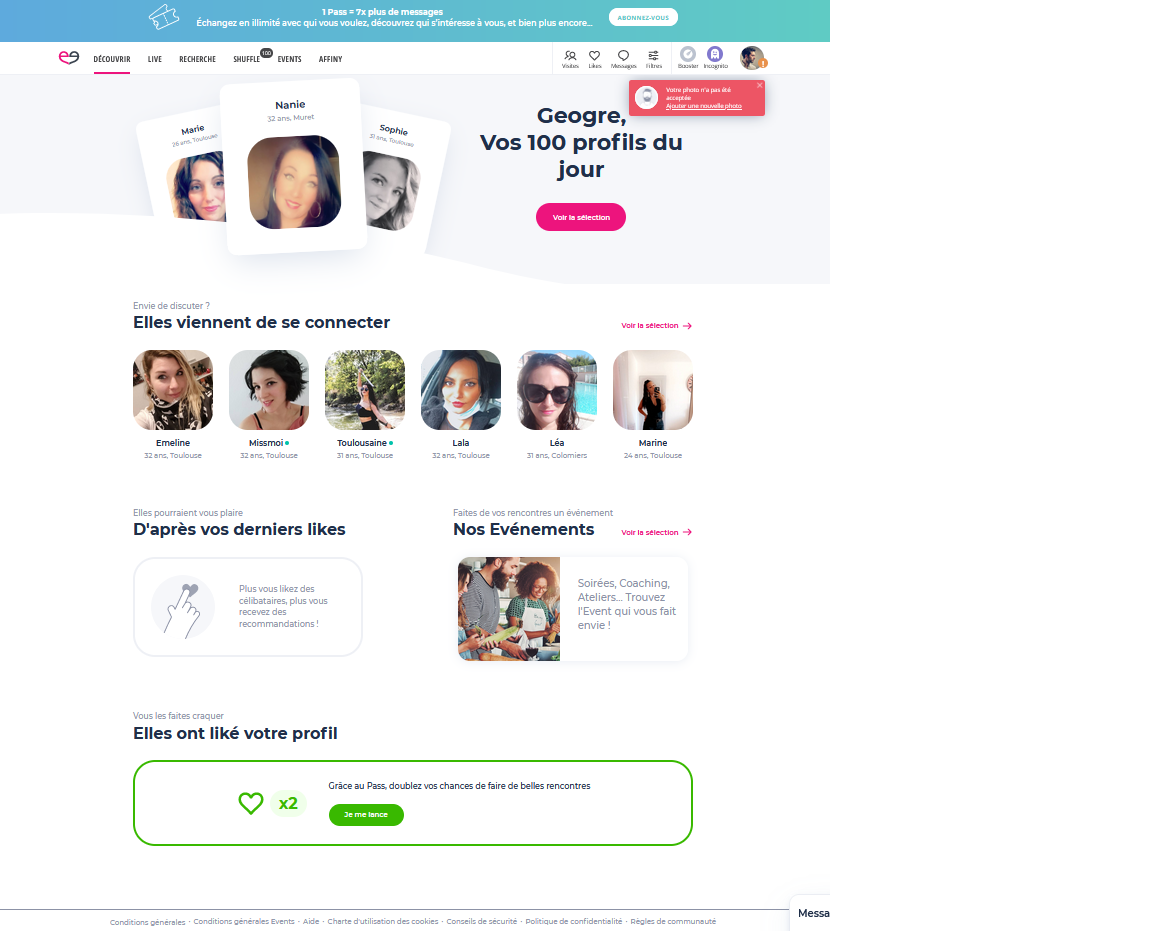 1 Pass = 7x plus de messages
Échangez en illimité avec qui vous voulez, découvrez qui s'intéresse à vous, et bien plus encore...
ABONNEZ-VOUS
DÉCOUVRIR
LIVE
RECHERCHE
SHUFFLE
100
EVENTS
AFFINY
Visites
Likes
Messages
Filtres
Booster
Incognito
Votre photo n'a pas été
acceptée
Ajouter une nouvelle photo
Marie
28 ans, Toulouse
Nanie
32 ans, Muret
Sophie
31 ans, Toulouse
Geogre,
Vos 100 profils du
jour
Voir la sélection
Envie de discuter ?
Elles viennent de se connecter
Voir la sélection
Emeline
32 ans, Toulouse
Missmoi
32 ans, Toulouse
Toulousaine
31 ans, Toulouse
Lala
32 ans, Toulouse
Léa
31 ans, Colomiers
Marine
24 ans, Toulouse
Elles pourraient vous plaire
D'après vos derniers likes
Plus vous likez des
célibataires, plus vous
recevez des
recommandations !
Faites de vos rencontres un événement
Nos Evénements
Voir la sélection
Soirées, Coaching,
Ateliers... Trouvez
l'Event qui vous fait
envie !
Vous les faites craquer
Elles ont liké votre profil
x2
Grâce au Pass, doublez vos chances de faire de belles rencontres
Je me lance
Conditions générales · Conditions générales Events · Aide · Charte d'utilisation des cookies · Conseils de sécurité · Politique de confidentialité · Règles de communauté
Messa